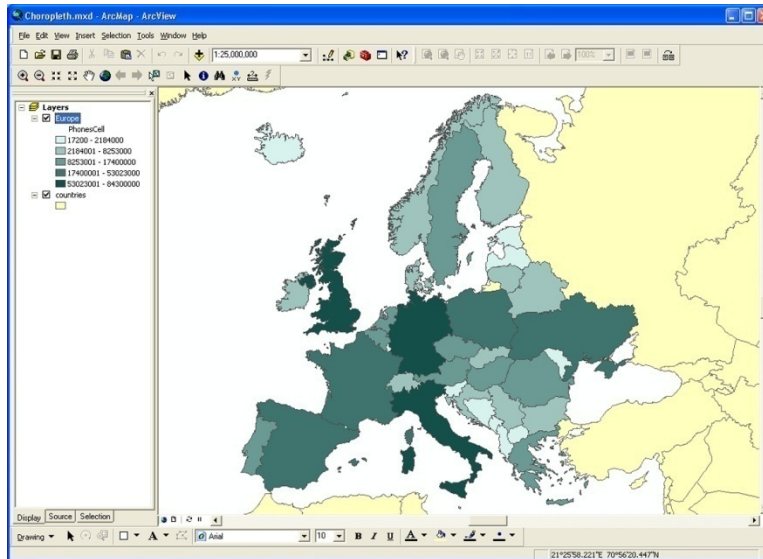 Choropleth.mxd - ArcMap - ArcView
File Edit View Insert Selection Tools Window Help
1:25,000,000
100%
Layers
Europe
PhonesCell
17200 - 2184000
2184001 - 8253000
8253001 - 17400000
17400001 - 53023000
53023001 - 84300000
countries
Display Source Selection
Drawing A Arial 10 B I U A
21°25'58.221"E 70°56'20.447"N